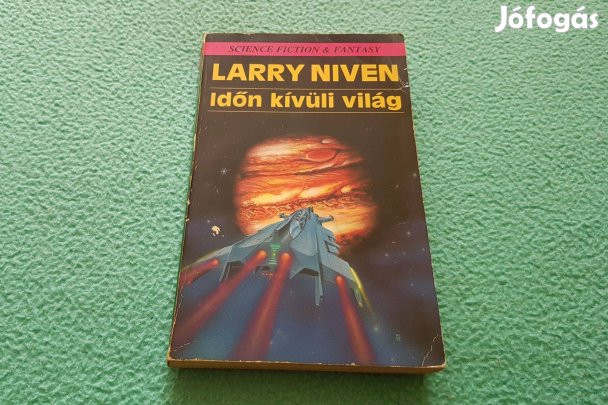 Jófogás
SCIENCE FICTION & FANTASY
LARRY NIVEN
Időn kívüli világ